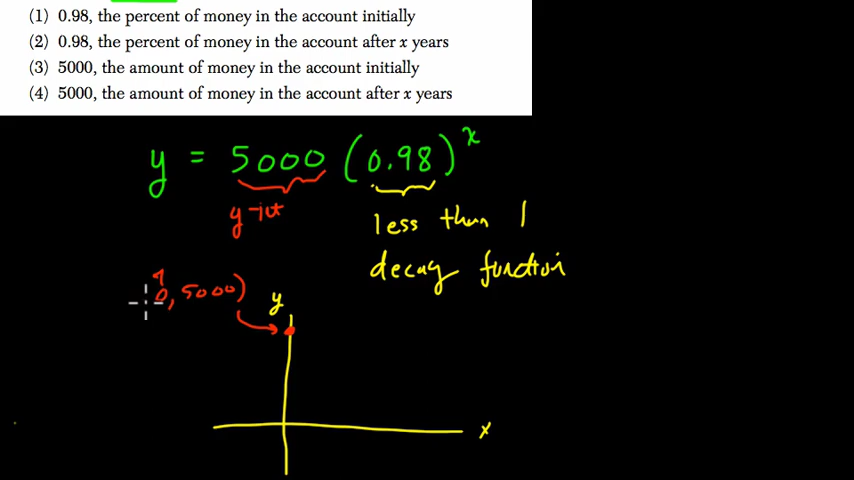 (1) 0.98, the percent of money in the account initially
(2) 0.98, the percent of money in the account after x years
(3) 5000, the amount of money in the account initially
(4) 5000, the amount of money in the account after x years
y = 5000 (0.98)^x
y-int
less than 1
decay function
0, 5000)
y
x